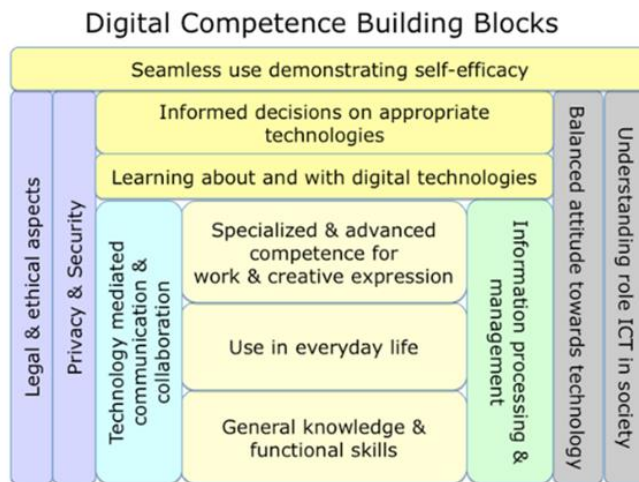 Digital Competence Building Blocks
Seamless use demonstrating self-efficacy
Legal & ethical aspects
Privacy & Security
Informed decisions on appropriate
technologies
Learning about and with digital technologies
Technology mediated
communication &
collaboration
Specialized & advanced
competence for
work & creative expression
Use in everyday life
General knowledge &
functional skills
Information processing &
management
Balanced attitude towards technology
Understanding role ICT in society